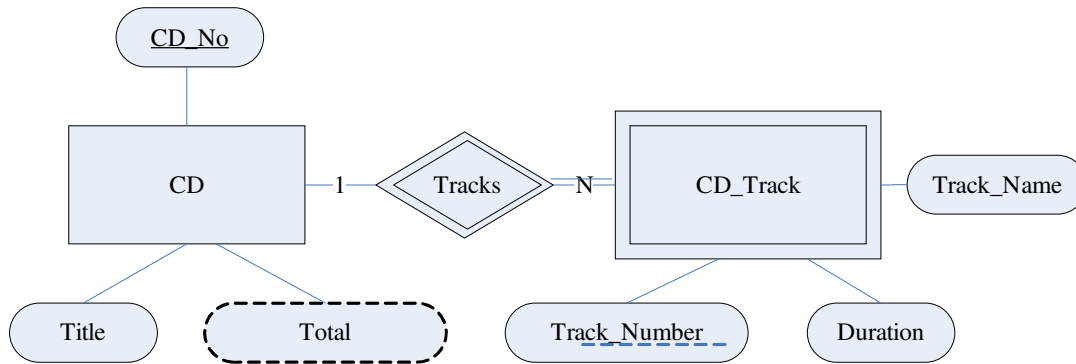 CD_No
CD
1
Tracks
N
CD_Track
Track_Name
Title
Total
Track_Number
Duration